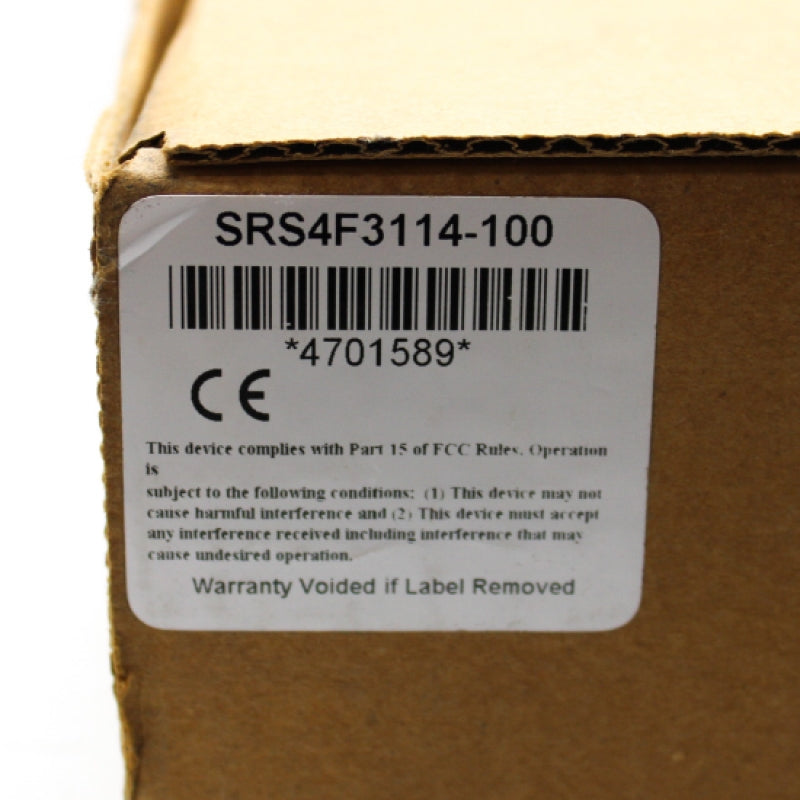 SRS4F3114-100
*4701589*
CE
This device complies with Part 15 of FCC Rules. Operation
is
subject to the following conditions: (1) This device may not
cause harmful interference and (2) This device must accept
any interference received including interference that may
cause undesired operation.
Warranty Voided if Label Removed